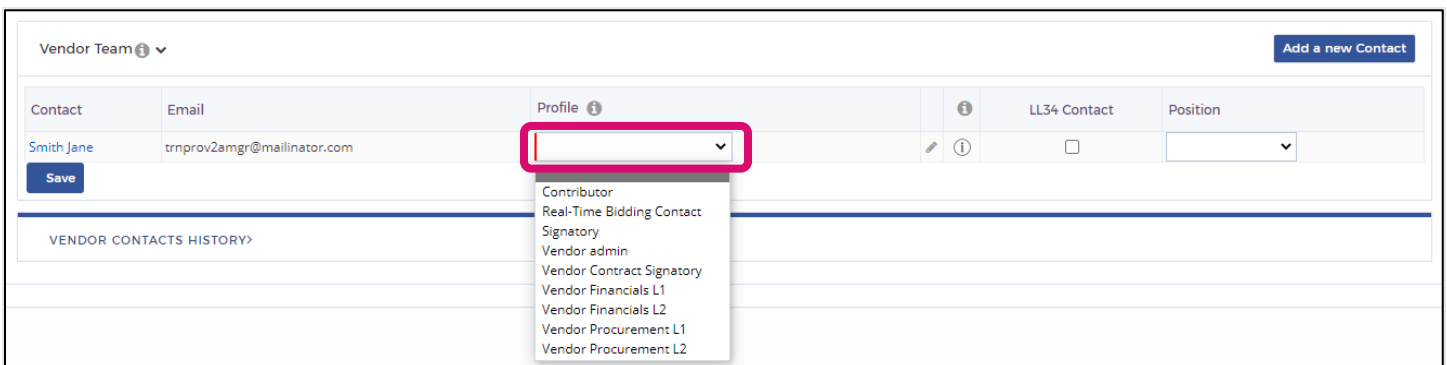 Vendor Team
Add a new Contact
Contact Email Profile LL34 Contact Position
Smith Jane trnprov2amgr@mailinator.com
Save
Contributor
Real-Time Bidding Contact
Signatory
Vendor admin
Vendor Contract Signatory
Vendor Financials L1
Vendor Financials L2
Vendor Procurement L1
Vendor Procurement L2
VENDOR CONTACTS HISTORY>